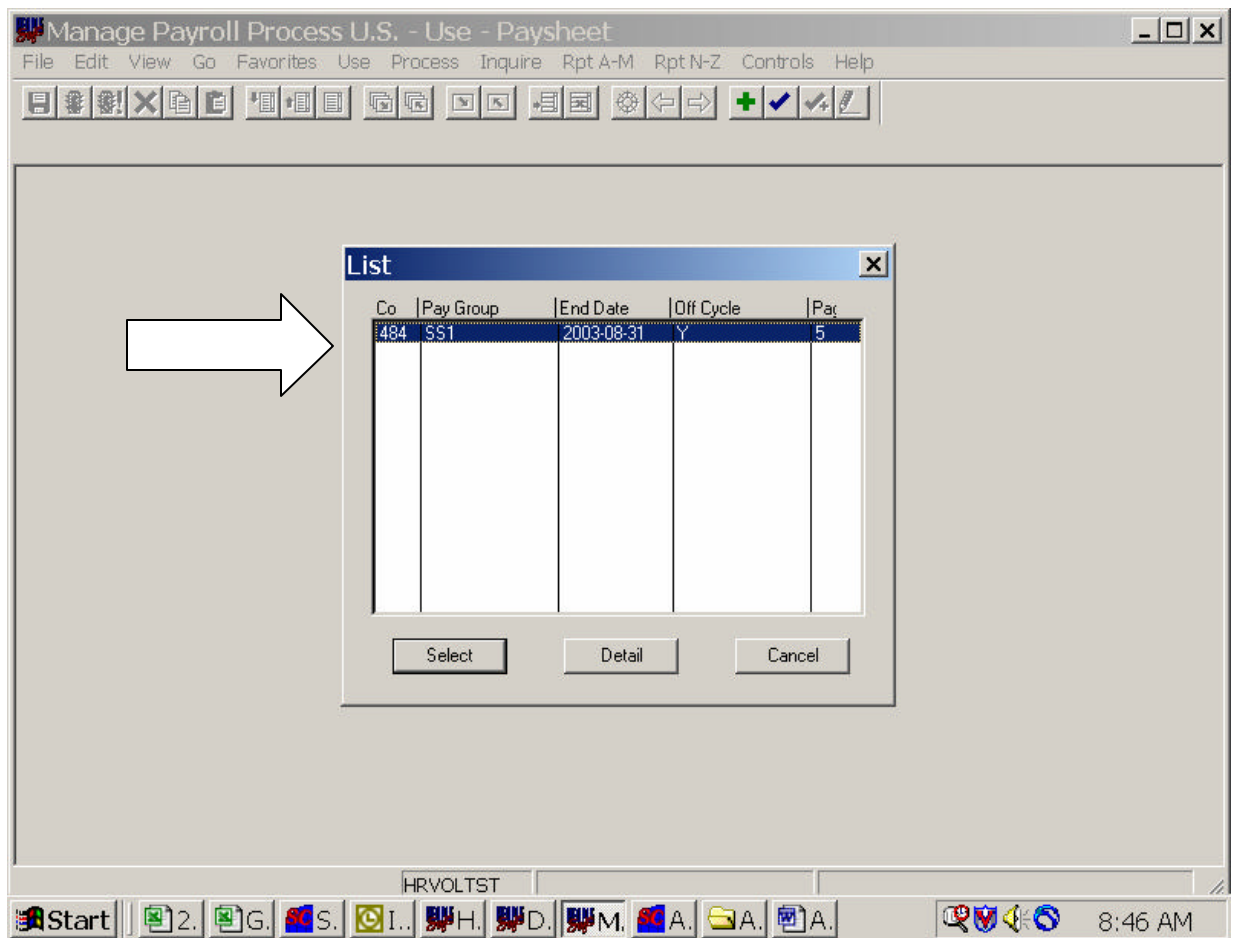 Manage Payroll Process U.S. - Use - Paysheet
File Edit View Go Favorites Use Process Inquire Rpt A-M Rpt N-Z Controls Help
List
Co Pay Group End Date Off Cycle Pag
484 SS1 2003-08-31 Y 5
Select Detail Cancel
HRVOLTST
Start 2. G. S. I.. H. D. M. A. A. A. 8:46 AM